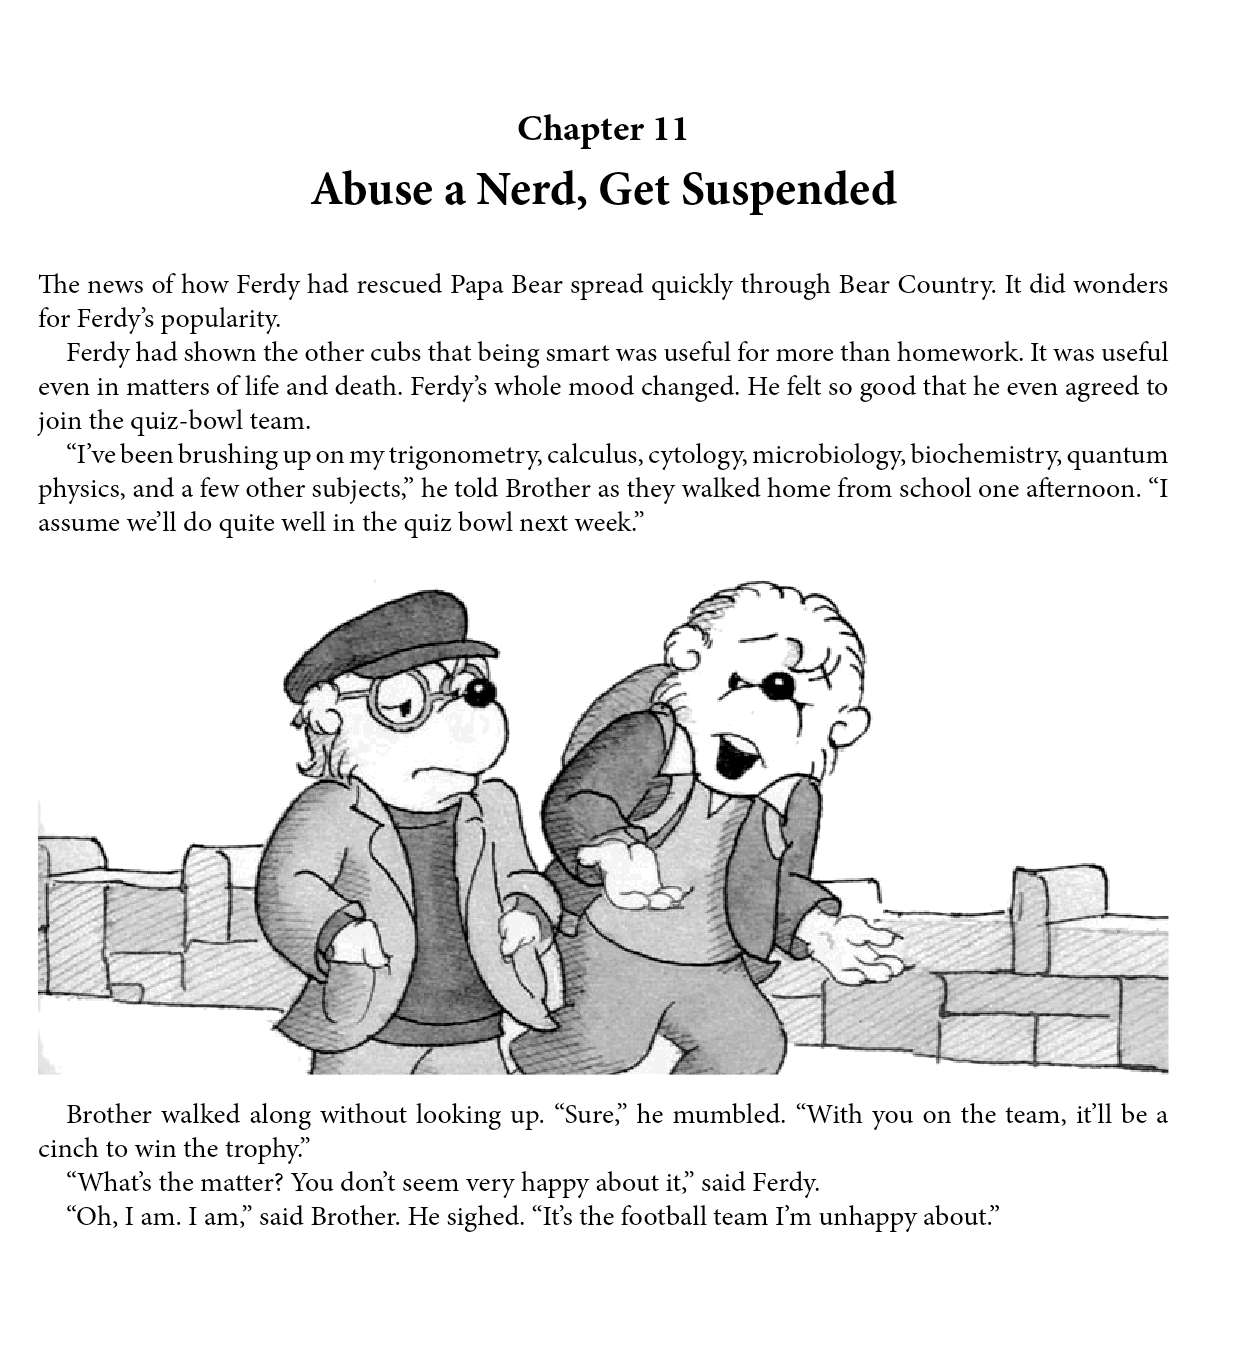 Chapter 11
Abuse a Nerd, Get Suspended
The news of how Ferdy had rescued Papa Bear spread quickly through Bear Country. It did wonders
for Ferdy’s popularity.
Ferdy had shown the other cubs that being smart was useful for more than homework. It was useful
even in matters of life and death. Ferdy’s whole mood changed. He felt so good that he even agreed to
join the quiz-bowl team.
“I’ve been brushing up on my trigonometry, calculus, cytology, microbiology, biochemistry, quantum
physics, and a few other subjects,” he told Brother as they walked home from school one afternoon. “I
assume we’ll do quite well in the quiz bowl next week.”
Brother walked along without looking up. “Sure,” he mumbled. “With you on the team, it’ll be a
cinch to win the trophy.”
“What’s the matter? You don’t seem very happy about it,” said Ferdy.
“Oh, I am. I am,” said Brother. He sighed. “It’s the football team I’m unhappy about.”